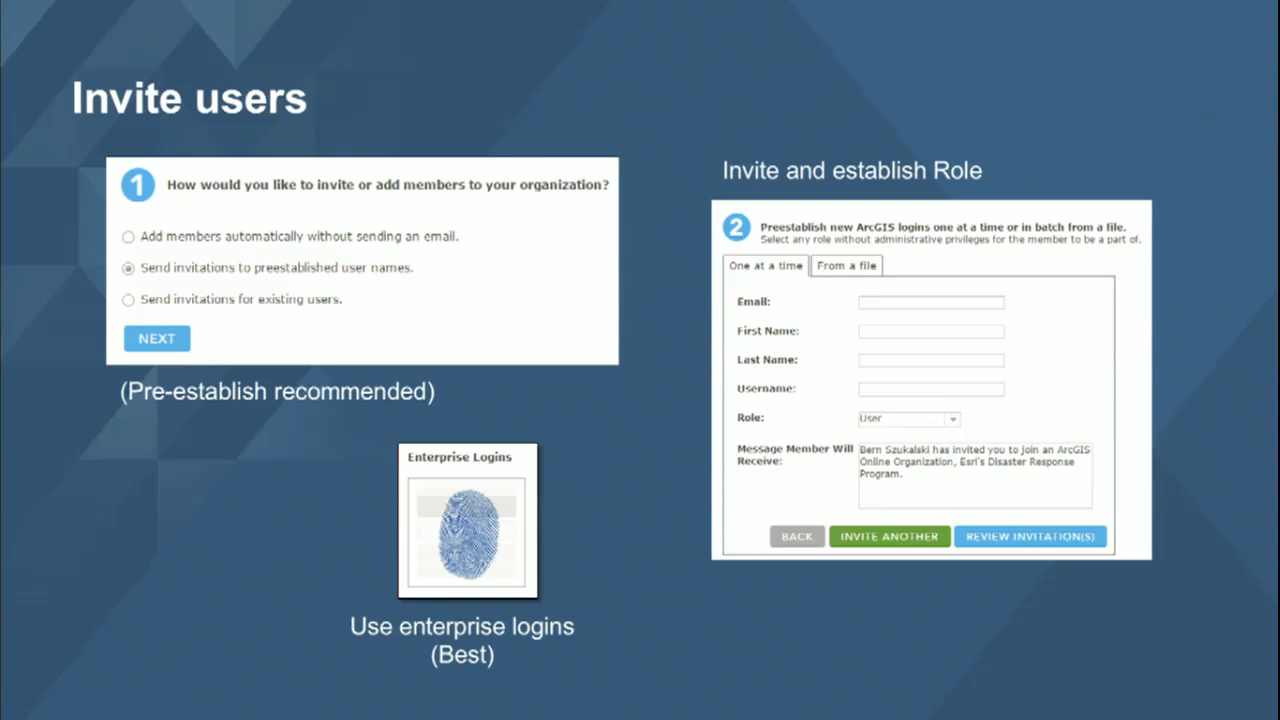 Invite users
1 How would you like to invite or add members to your organization?
Add members automatically without sending an email.
Send invitations to preestablished user names.
Send invitations for existing users.
NEXT
(Pre-establish recommended)
Enterprise Logins
Use enterprise logins
(Best)
Invite and establish Role
2 Preestablish new ArcGIS logins one at a time or in batch from a file.
Select any role without administrative privileges for the member to be a part of.
One at a time From a file
Email:
First Name:
Last Name:
Username:
Role: User
Message Member Will Receive:
Bern Szukalski has invited you to join an ArcGIS
Online Organization, Esri's Disaster Response
Program.
BACK INVITE ANOTHER REVIEW INVITATION(S)